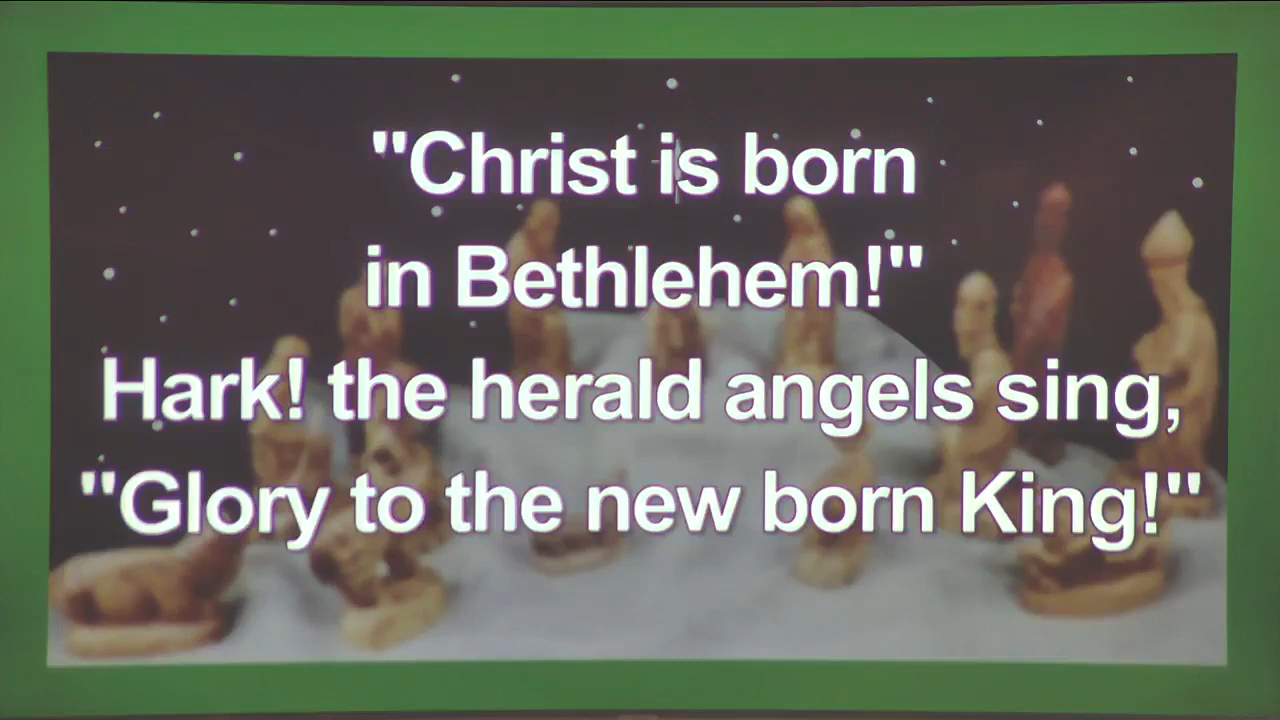 "Christ is born
in Bethlehem!"
Hark! the herald angels sing,
"Glory to the new born King!"